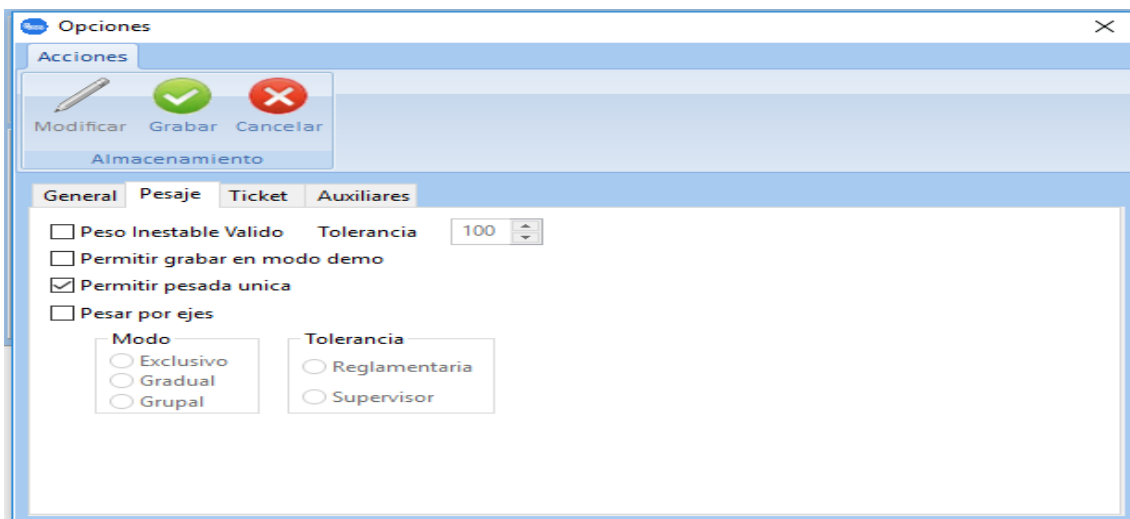 Opciones
Acciones
Modificar Grabar Cancelar
Almacenamiento
General Pesaje Ticket Auxiliares
Peso Inestable Valido Tolerancia 100
Permitir grabar en modo demo
Permitir pesada unica
Pesar por ejes
Modo Tolerancia
Exclusivo
Reglamentaria
Gradual
Supervisor
Grupal